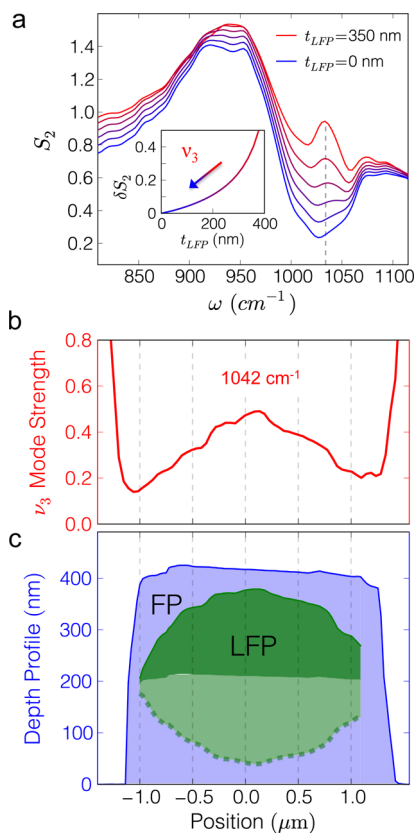 a
1.4
1.2
1.0
0.8
0.6
0.4
0.2
S₂
t_LFP=350 nm
t_LFP=0 nm
0.4
0.2
0
δS₂
ν₃
0 200 400
t_LFP (nm)
850 900 950 1000 1050 1100
ω (cm⁻¹)
b
0.8
0.6
0.4
0.2
0.0
ν₃ Mode Strength
1042 cm⁻¹
c
400
300
200
100
0
Depth Profile (nm)
FP
LFP
−1.0 −0.5 0.0 0.5 1.0
Position (μm)